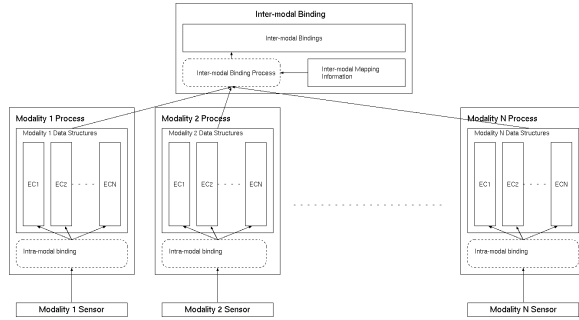 Inter-modal Binding
Inter-modal Bindings
Inter-modal Binding Process
Inter-modal Mapping
Information
Modality 1 Process
Modality 1 Data Structures
EC1
EC2
ECN
Intra-modal binding
Modality 1 Sensor
Modality 2 Process
Modality 2 Data Structures
EC1
EC2
ECN
Intra-modal binding
Modality 2 Sensor
Modality N Process
Modality N Data Structures
EC1
EC2
ECN
Intra-modal binding
Modality N Sensor